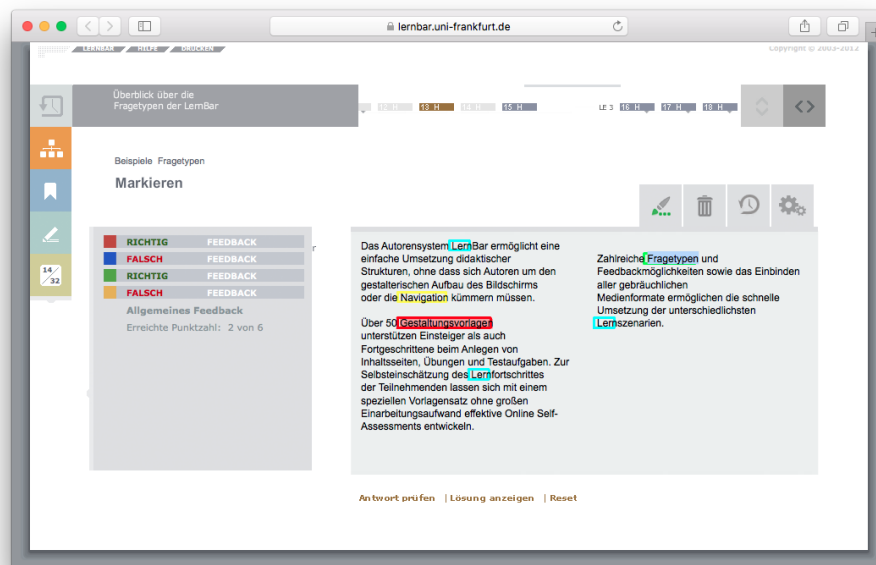 lernbar.uni-frankfurt.de
LERNBAR HILFE DRUCKEN
Copyright © 2003-2012
Überblick über die
Fragetypen der LernBar
12 H 13 H 14 H 15 H LE 3 16 H 17 H 18 H
Beispiele Fragetypen
Markieren
14/32
RICHTIG FEEDBACK
FALSCH FEEDBACK
RICHTIG FEEDBACK
FALSCH FEEDBACK
Allgemeines Feedback
Erreichte Punktzahl: 2 von 6
Das Autorensystem LernBar ermöglicht eine
einfache Umsetzung didaktischer
Strukturen, ohne dass sich Autoren um den
gestalterischen Aufbau des Bildschirms
oder die Navigation kümmern müssen.
Über 50 Gestaltungsvorlagen
unterstützen Einsteiger als auch
Fortgeschrittene beim Anlegen von
Inhaltsseiten, Übungen und Testaufgaben. Zur
Selbsteinschätzung des Lernfortschrittes
der Teilnehmenden lassen sich mit einem
speziellen Vorlagensatz ohne großen
Einarbeitungsaufwand effektive Online Self-
Assessments entwickeln.
Zahlreiche Fragetypen und
Feedbackmöglichkeiten sowie das Einbinden
aller gebräuchlichen
Medienformate ermöglichen die schnelle
Umsetzung der unterschiedlichsten
Lernszenarien.
Antwort prüfen | Lösung anzeigen | Reset